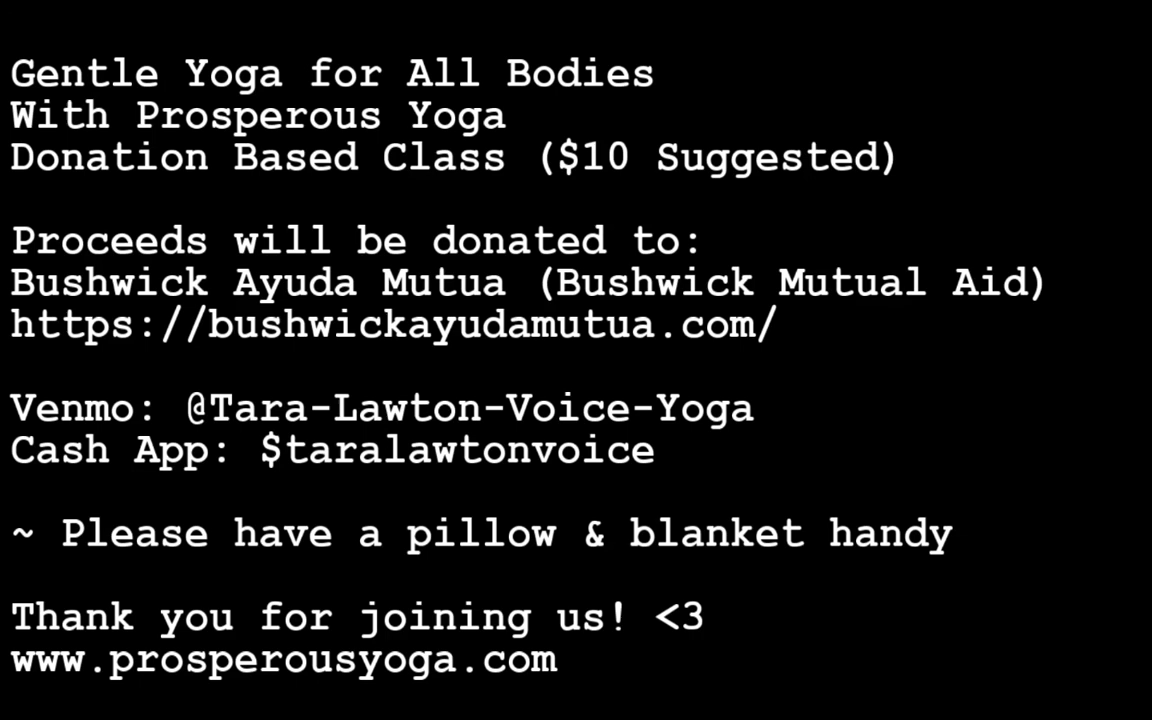 Gentle Yoga for All Bodies
With Prosperous Yoga
Donation Based Class ($10 Suggested)
Proceeds will be donated to:
Bushwick Ayuda Mutua (Bushwick Mutual Aid)
https://bushwickayudamutua.com/
Venmo: @Tara-Lawton-Voice-Yoga
Cash App: $taralawtonvoice
~ Please have a pillow & blanket handy
Thank you for joining us! <3
www.prosperousyoga.com